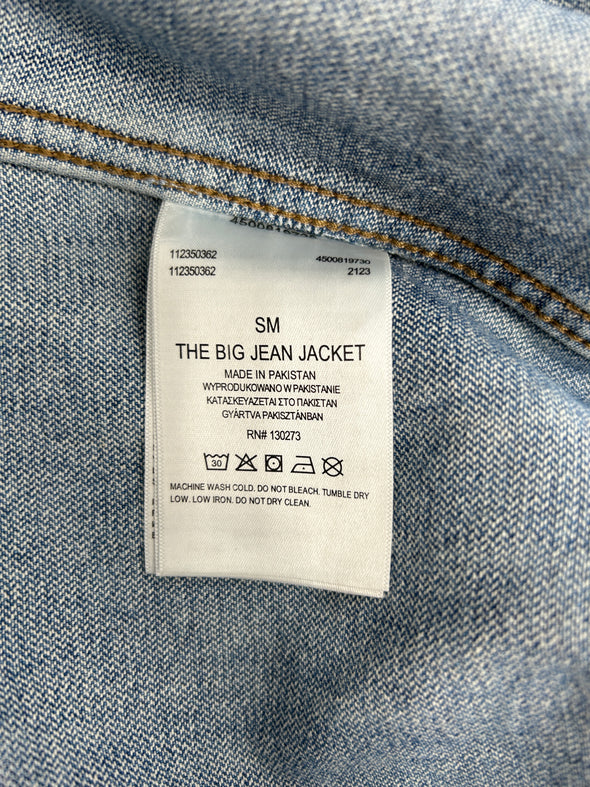 112350362
4500819730
112350362
2123
SM
THE BIG JEAN JACKET
MADE IN PAKISTAN
WYPRODUKOWANO W PAKISTANIE
ΚΑΤΑΣΚΕΥΑΖΕΤΑΙ ΣΤΟ ΠΑΚΙΣΤΑΝ
GYÁRTVA PAKISZTÁNBAN
RN# 130273
30
MACHINE WASH COLD. DO NOT BLEACH. TUMBLE DRY
LOW. LOW IRON. DO NOT DRY CLEAN.